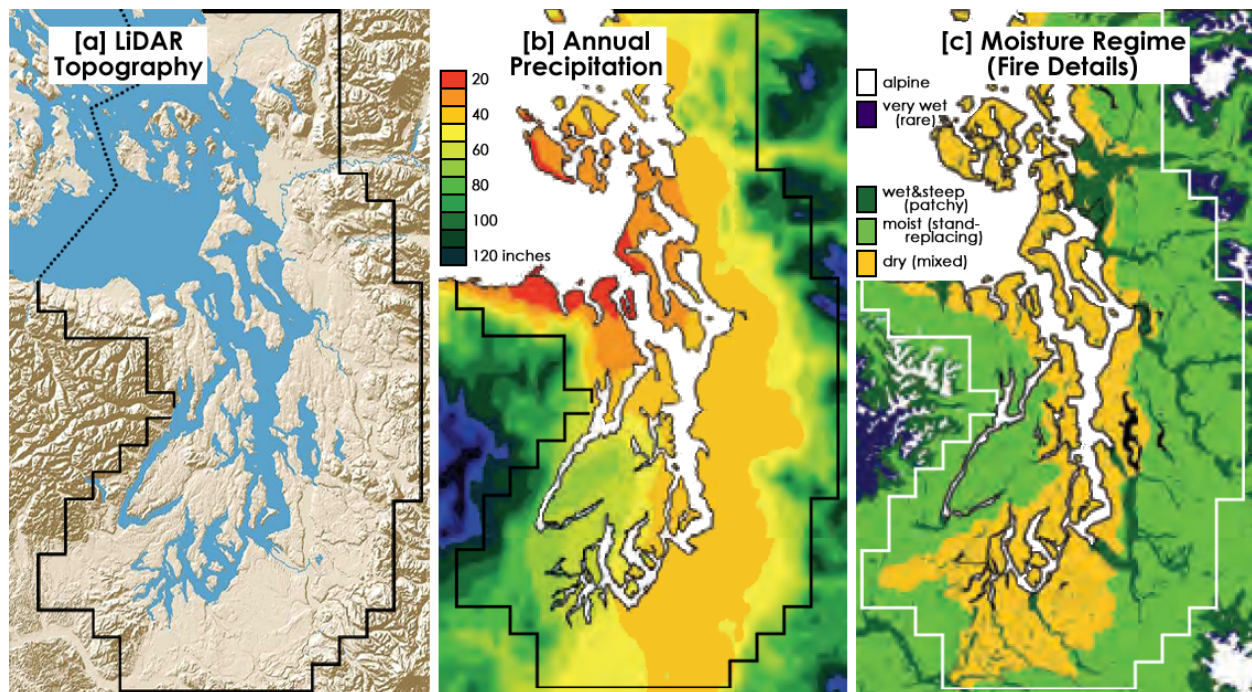 [a] LiDAR
Topography
[b] Annual
Precipitation
20
40
60
80
100
120 inches
[c] Moisture Regime
(Fire Details)
alpine
very wet
(rare)
wet&steep
(patchy)
moist (stand-
replacing)
dry (mixed)